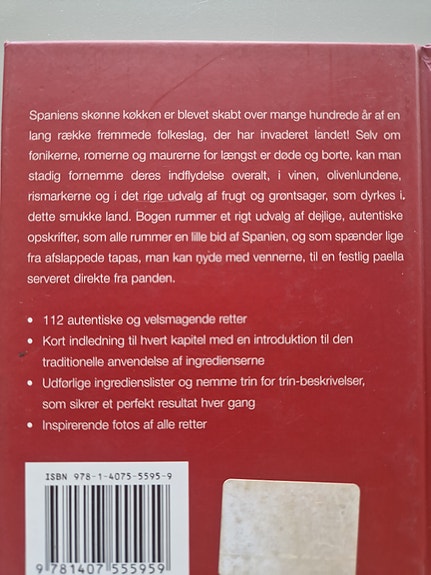 Spaniens skønne køkken er blevet skabt over mange hundrede år af en
lang række fremmede folkeslag, der har invaderet landet! Selv om
fønikerne, romerne og maurerne for længst er døde og borte, kan man
stadig fornemme deres indflydelse overalt, i vinen, olivenlundene,
rismarkerne og i det rige udvalg af frugt og grøntsager, som dyrkes i
dette smukke land. Bogen rummer et rigt udvalg af dejlige, autentiske
opskrifter, som alle rummer en lille bid af Spanien, og som spænder lige
fra afslappede tapas, man kan nyde med vennerne, til en festlig paella
serveret direkte fra panden.
• 112 autentiske og velsmagende retter
• Kort indledning til hvert kapitel med en introduktion til den
traditionelle anvendelse af ingredienserne
• Udførlige ingredienslister og nemme trin for trin-beskrivelser,
som sikrer et perfekt resultat hver gang
• Inspirerende fotos af alle retter
ISBN 978-1-4075-5595-9
9 781407 555959